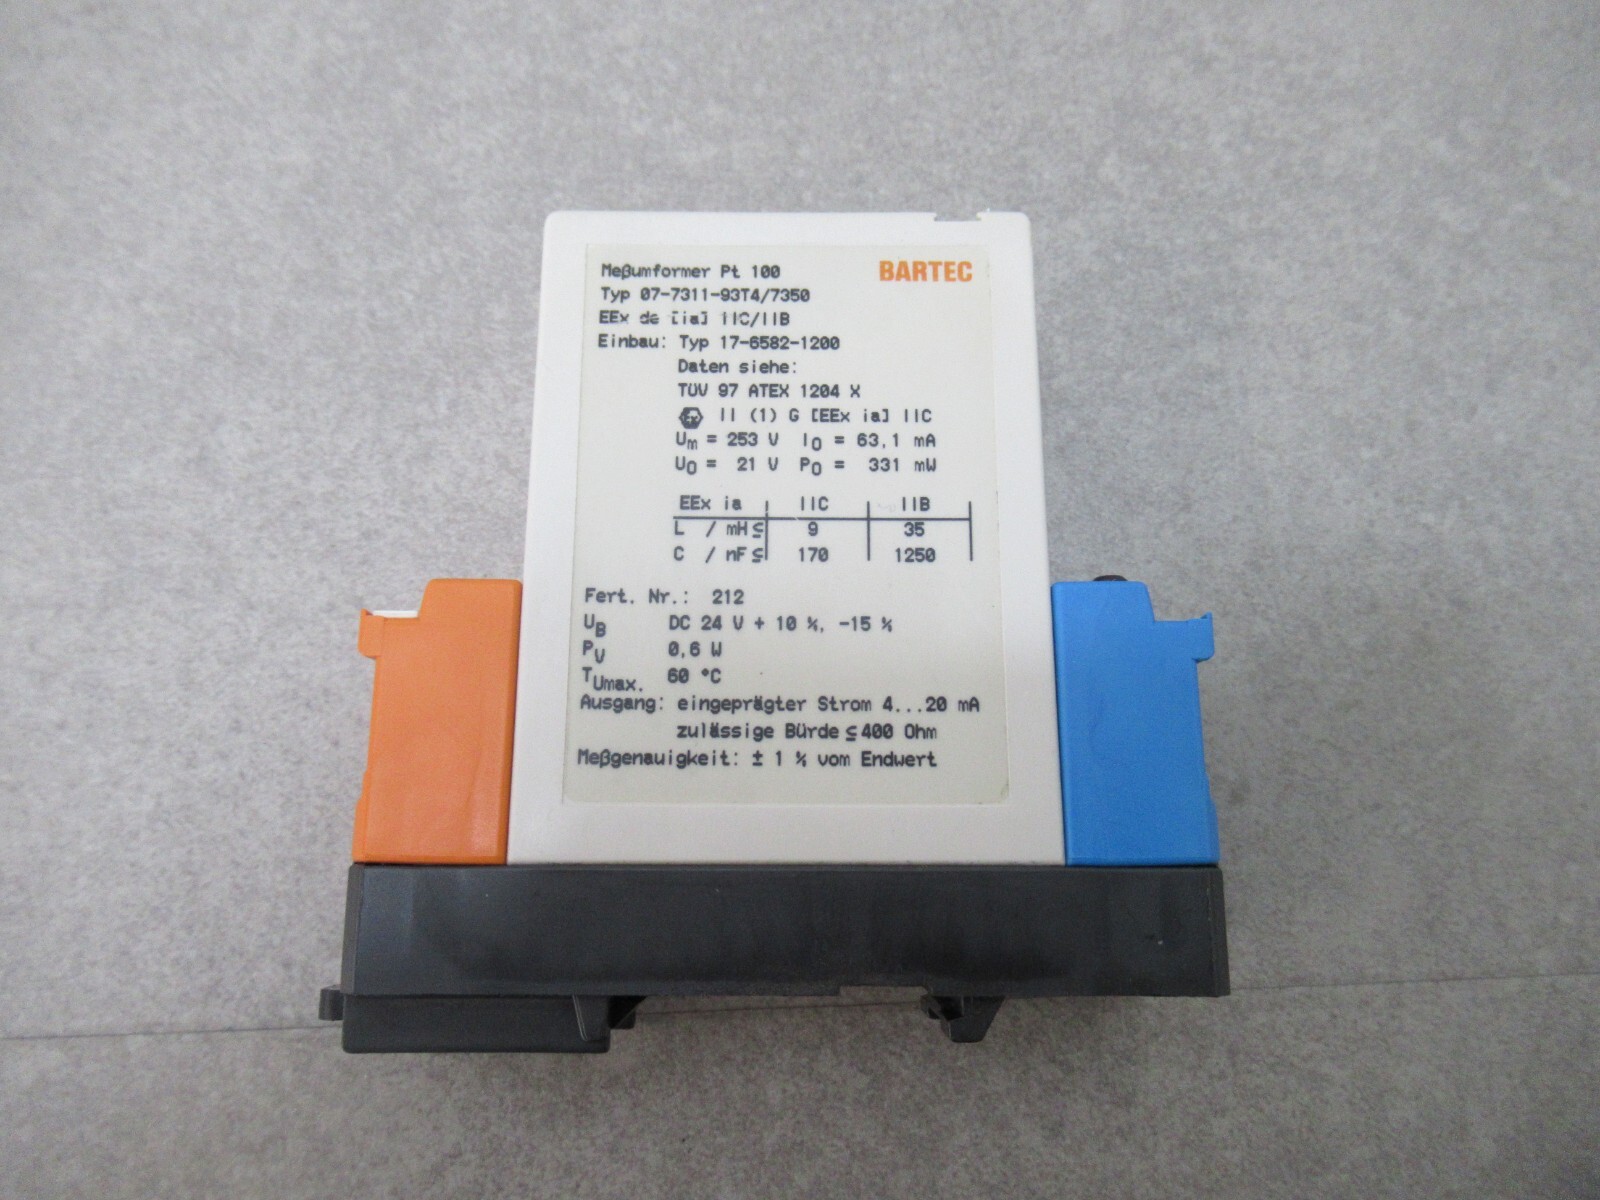 Meßumformer Pt 100 BARTEC
Typ 07-7311-93T4/7350
EEx de [ia] IIC/IIB
Einbau: Typ 17-6582-1200
Daten siehe:
TÜV 97 ATEX 1204 X
Ex II (1) G [EEx ia] IIC
Um = 253 V Io = 63,1 mA
Uo = 21 V Po = 331 mW
EEx ia IIC IIB
L / mH ≤ 9 35
C / nF ≤ 170 1250
Fert. Nr.: 212
UB DC 24 V + 10 %, -15 %
PV 0,6 W
TUmax. 60 °C
Ausgang: eingeprägter Strom 4...20 mA
zulässige Bürde ≤ 400 Ohm
Meßgenauigkeit: ± 1 % vom Endwert